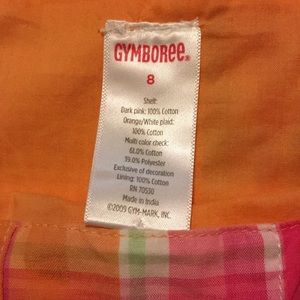 GYMBOREE®
8
Shell:
Dark pink: 100% Cotton
Orange/White plaid:
100% Cotton
Multi color check:
61.0% Cotton
39.0% Polyester
Exclusive of decoration
Lining: 100% Cotton
RN 70530
Made in India
©2009 GYM-MARK, INC.